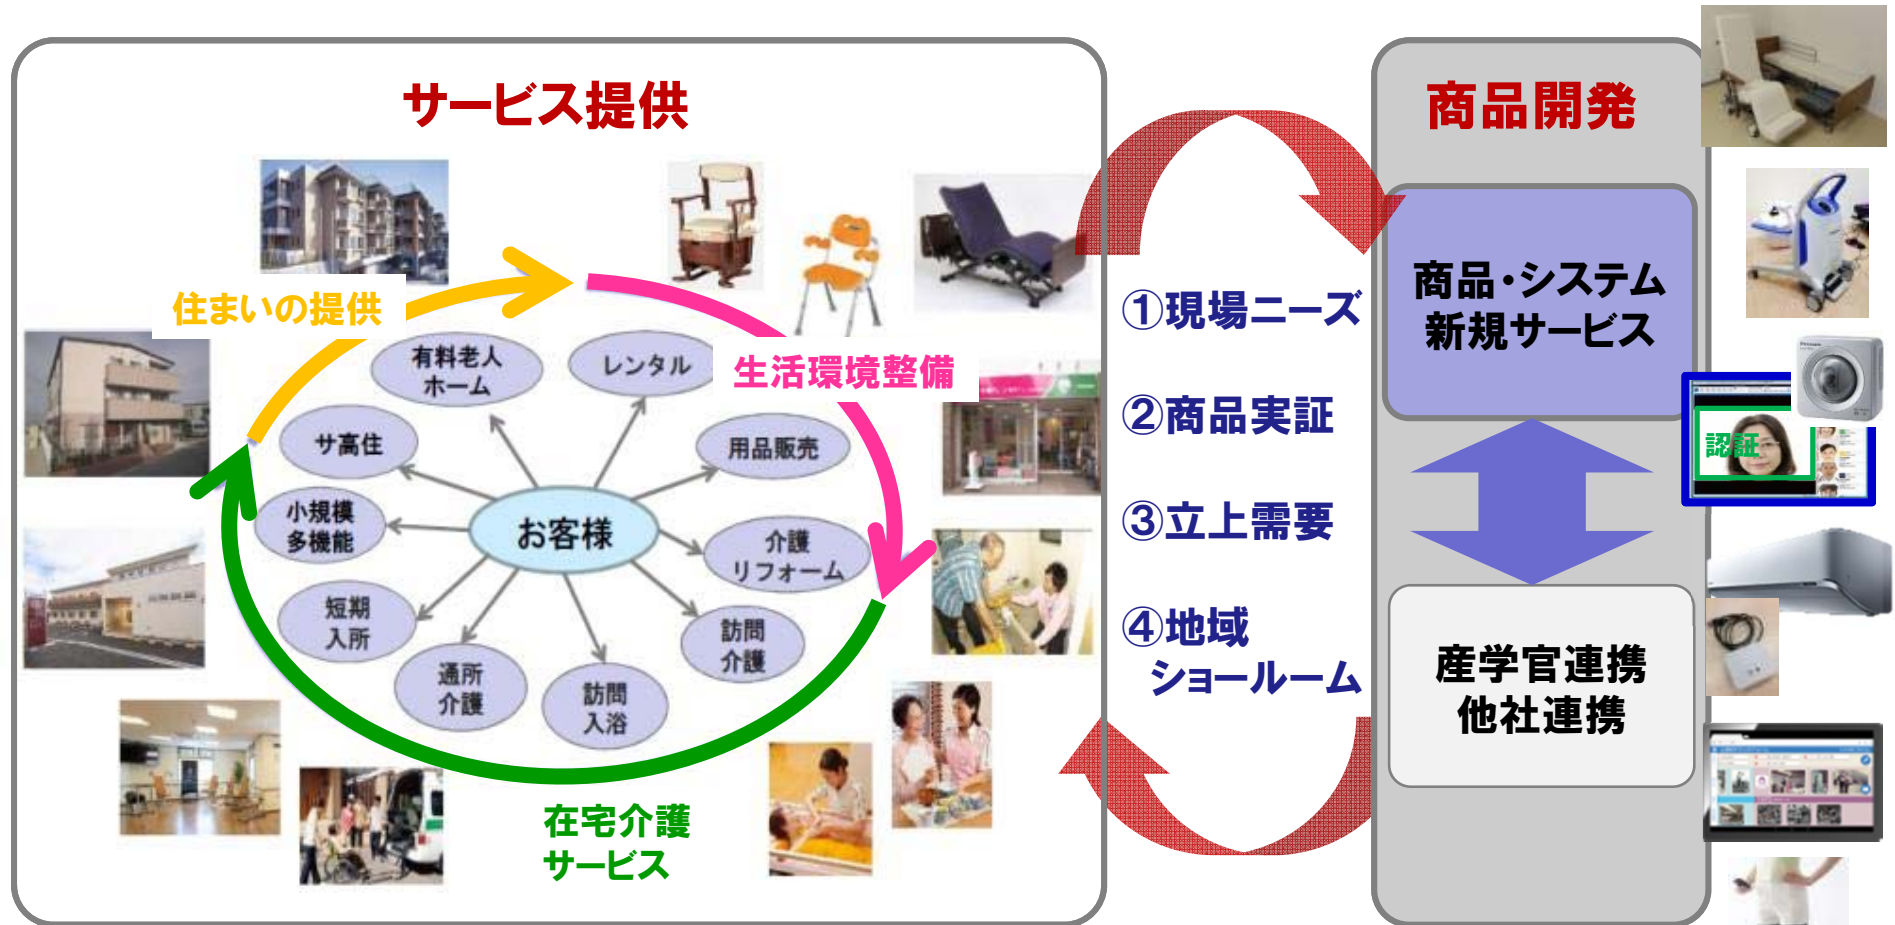 サービス提供
住まいの提供
生活環境整備
有料老人
ホーム
レンタル
サ高住
用品販売
小規模
多機能
お客様
介護
リフォーム
短期
入所
訪問
介護
通所
介護
訪問
入浴
在宅介護
サービス
①現場ニーズ
②商品実証
③立上需要
④地域
ショールーム
商品開発
商品・システム
新規サービス
産学官連携
他社連携
認証